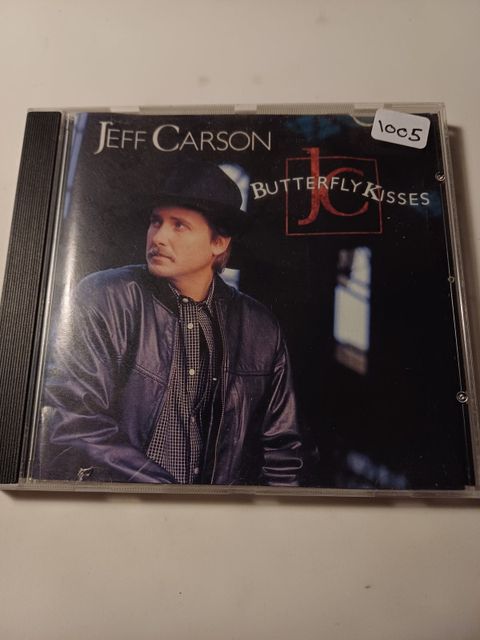 JEFF CARSON
1005
JC
BUTTERFLY KISSES